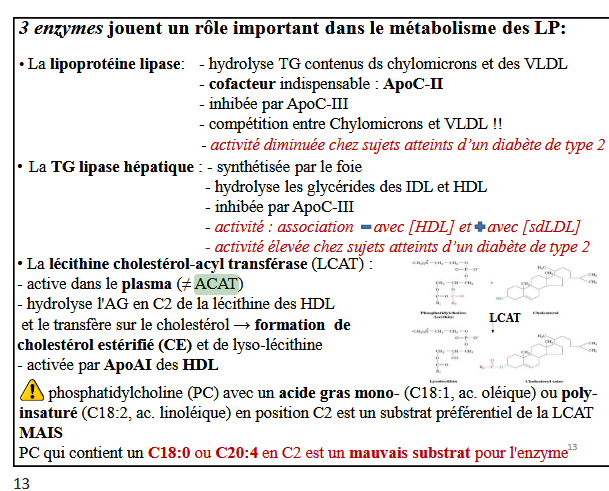 3 enzymes jouent un rôle important dans le métabolisme des LP:
• La lipoprotéine lipase: - hydrolyse TG contenus ds chylomicrons et des VLDL
- cofacteur indispensable : ApoC-II
- inhibée par ApoC-III
- compétition entre Chylomicrons et VLDL !!
- activité diminuée chez sujets atteints d'un diabète de type 2
• La TG lipase hépatique : - synthétisée par le foie
- hydrolyse les glycérides des IDL et HDL
- inhibée par ApoC-III
- activité : association - avec [HDL] et + avec [sdLDL]
- activité élevée chez sujets atteints d'un diabète de type 2
• La lécithine cholestérol-acyl transférase (LCAT) :
- active dans le plasma (≠ ACAT)
- hydrolyse l'AG en C2 de la lécithine des HDL
et le transfère sur le cholestérol → formation de
cholestérol estérifié (CE) et de lyso-lécithine
- activée par ApoAI des HDL
Phosphatidylcholine
(lecithin)
Cholesterol
LCAT
Lysolecithin
Cholesteryl ester
! phosphatidylcholine (PC) avec un acide gras mono- (C18:1, ac. oléique) ou poly-
insaturé (C18:2, ac. linoléique) en position C2 est un substrat préférentiel de la LCAT
MAIS
PC qui contient un C18:0 ou C20:4 en C2 est un mauvais substrat pour l'enzyme
13
13